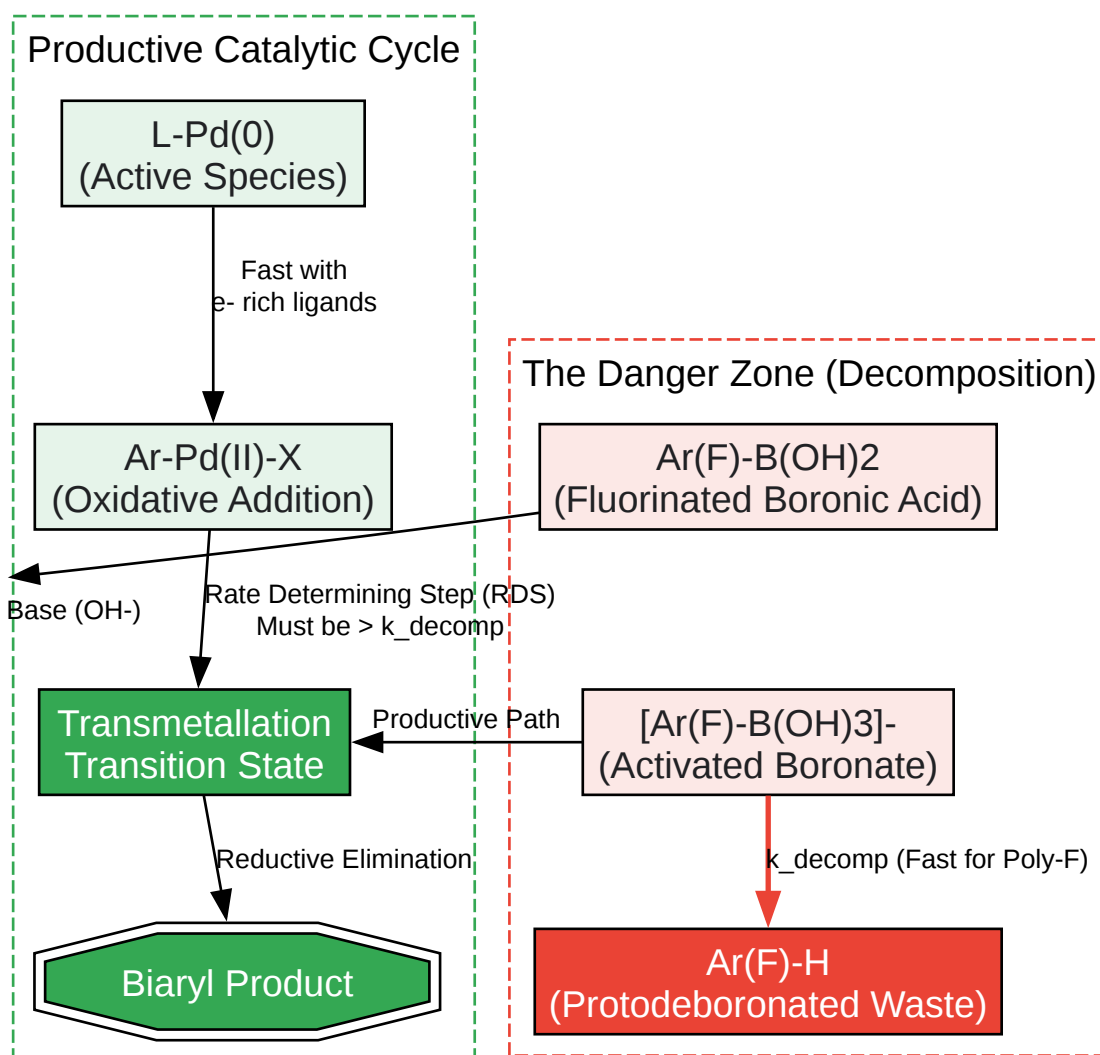 Productive Catalytic Cycle
L-Pd(0)
(Active Species)
Fast with
e- rich ligands
The Danger Zone (Decomposition)
Ar-Pd(II)-X
(Oxidative Addition)
Ar(F)-B(OH)2
(Fluorinated Boronic Acid)
Base (OH-)
Rate Determining Step (RDS)
Must be > k_decomp
Transmetallation
Transition State
Productive Path
[Ar(F)-B(OH)3]-
(Activated Boronate)
Reductive Elimination
k_decomp (Fast for Poly-F)
Biaryl Product
Ar(F)-H
(Protodeboronated Waste)